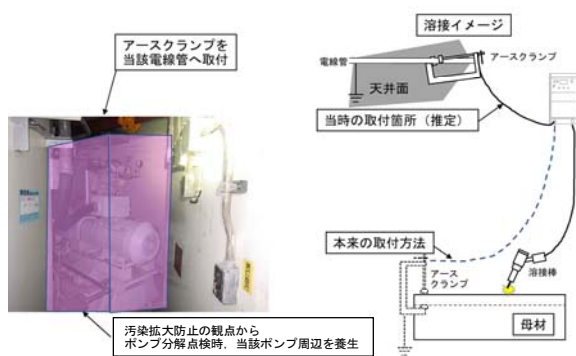 アースクランプを
当該電線管へ取付
汚染拡大防止の観点から
ポンプ分解点検時、当該ポンプ周辺を養生
溶接イメージ
電線管
アースクランプ
天井面
当時の取付箇所（推定）
本来の取付方法
アース
クランプ
溶接棒
母材